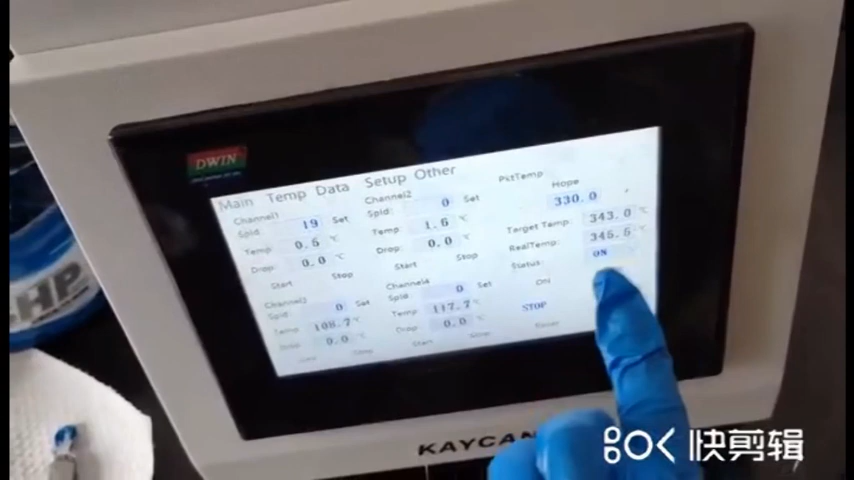 DWIN
Main Temp Data Setup Other
Channel1
Spld: 19 Set
Temp: 0.5 ℃
Drop: 0.0 ℃
Start Stop
Channel2
Spld: 0 Set
Temp: 1.6 ℃
Drop: 0.0 ℃
Start Stop
PktTemp
Hope
330.0
Target Temp: 343.0 ℃
RealTemp: 345.5 ℃
Status: ON
ON
STOP
Channel3
Spld: 0 Set
Temp: 108.7 ℃
Drop: 0.0 ℃
Channel4
Spld: 0 Set
Temp: 117.7 ℃
Drop: 0.0 ℃
Start Stop
KAYCAN
HP
快剪辑